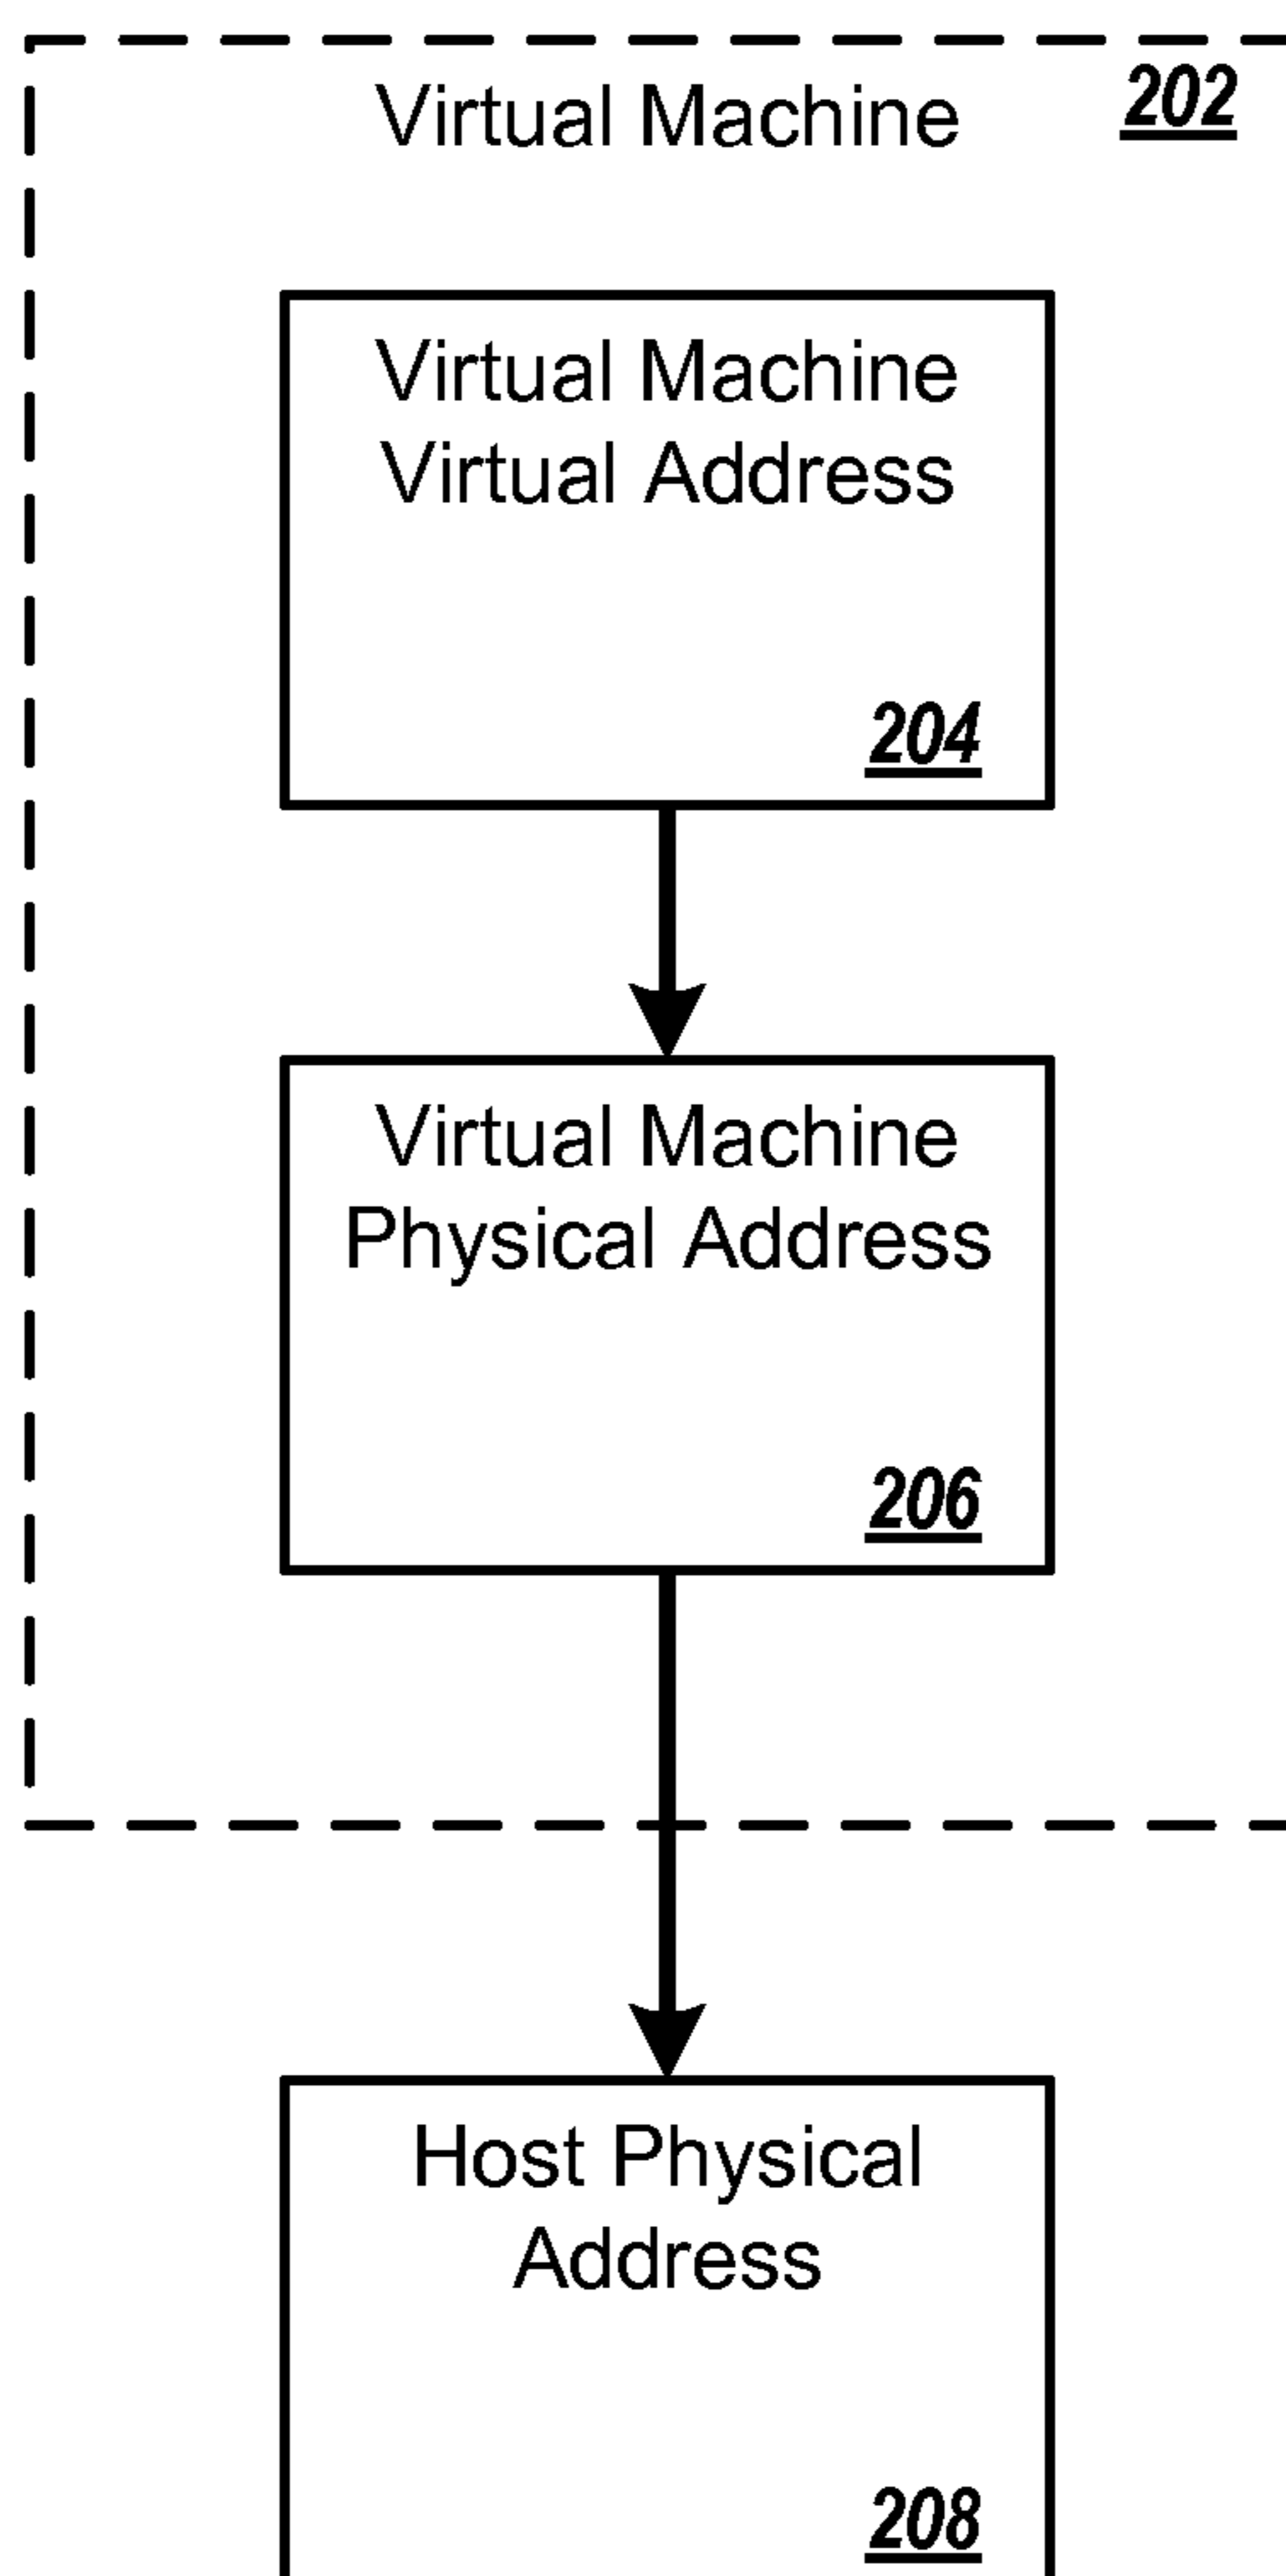 Virtual Machine 202
Virtual Machine
Virtual Address
204
Virtual Machine
Physical Address
206
Host Physical
Address
208